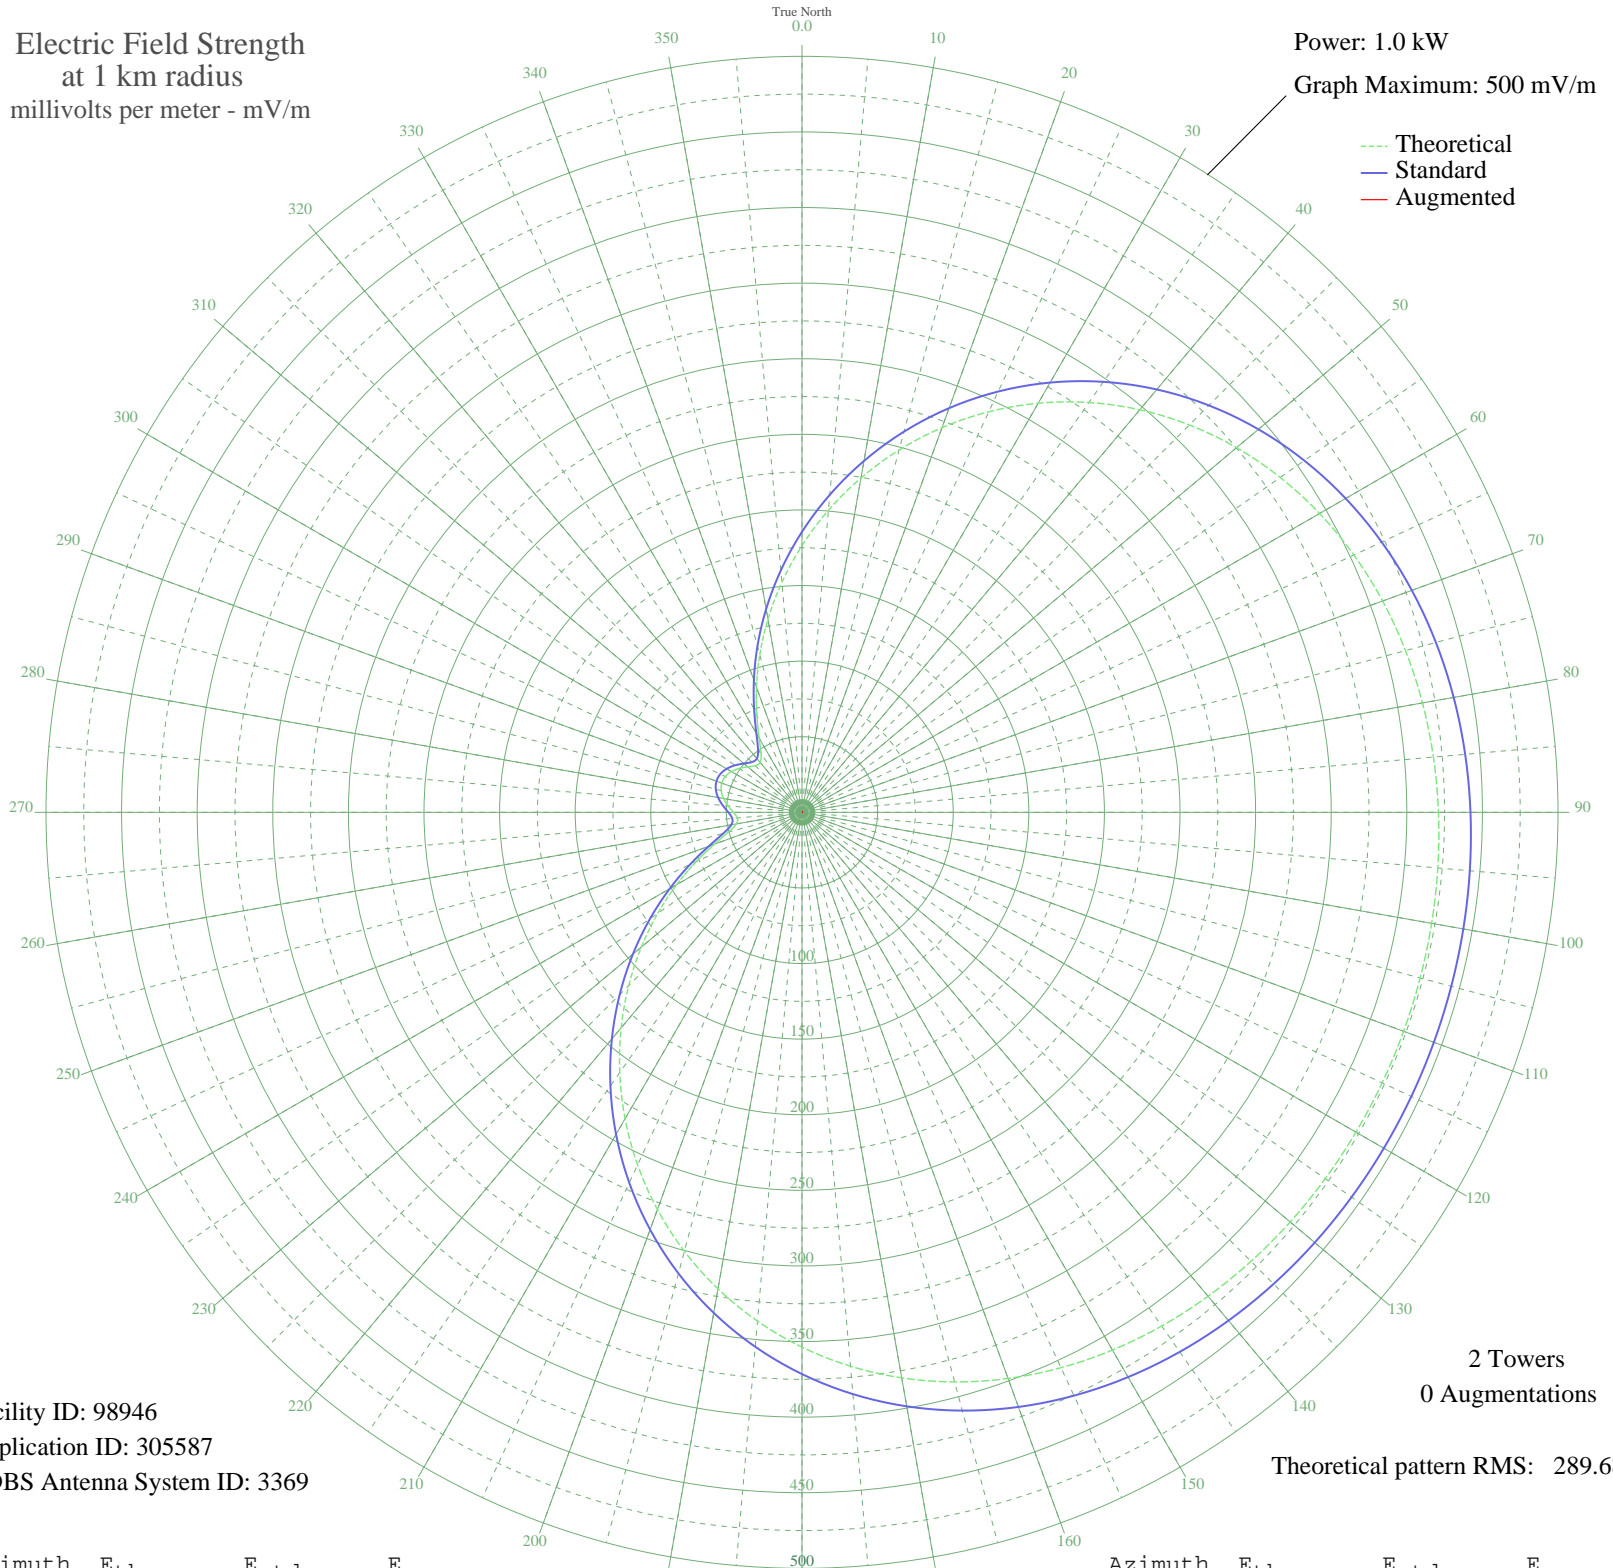 True North
0.0
Electric Field Strength
at 1 km radius
millivolts per meter - mV/m
Power: 1.0 kW
Graph Maximum: 500 mV/m
Theoretical
Standard
Augmented
10
20
30
40
50
60
70
80
90
100
110
120
130
140
150
160
200
210
220
230
240
250
260
270
280
290
300
310
320
330
340
350
100
150
200
250
300
350
400
450
500
2 Towers
0 Augmentations
Theoretical pattern RMS: 289.6
cility ID: 98946
plication ID: 305587
DBS Antenna System ID: 3369
imuth E E E
Azimuth E E E